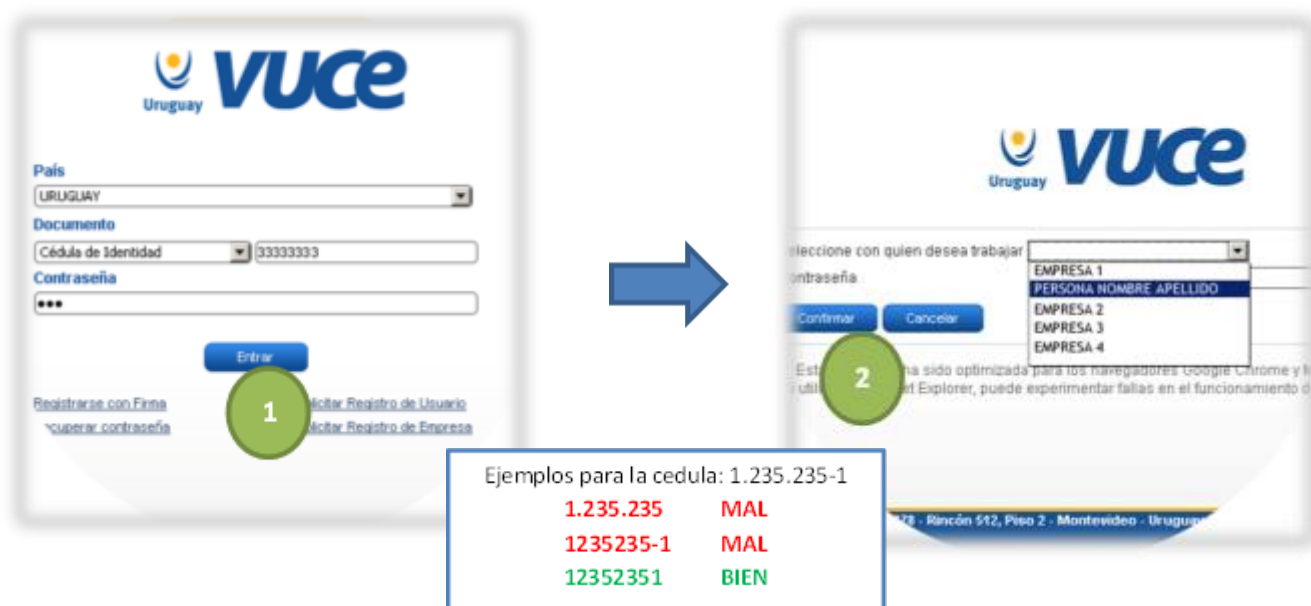 Uruguay VUCE
País
URUGUAY
Documento
Cédula de Identidad 33333333
Contraseña
●●●
Entrar
1
Registrarse con Firma licitar Registro de Usuario
cuperar contraseña licitar Registro de Empresa
Uruguay VUCE
eleccione con quien desea trabajar
ontraseña
EMPRESA 1
PERSONA NOMBRE APELLIDO
EMPRESA 2
EMPRESA 3
EMPRESA 4
Confirmar Cancelar
2
Est na sido optimizada para los navegadores Google Chrome y
utili et Explorer, puede experimentar fallas en el funcionamiento
Rincón 512, Piso 2 - Montevideo - Uruguay
Ejemplos para la cedula: 1.235.235-1
1.235.235 MAL
1235235-1 MAL
12352351 BIEN